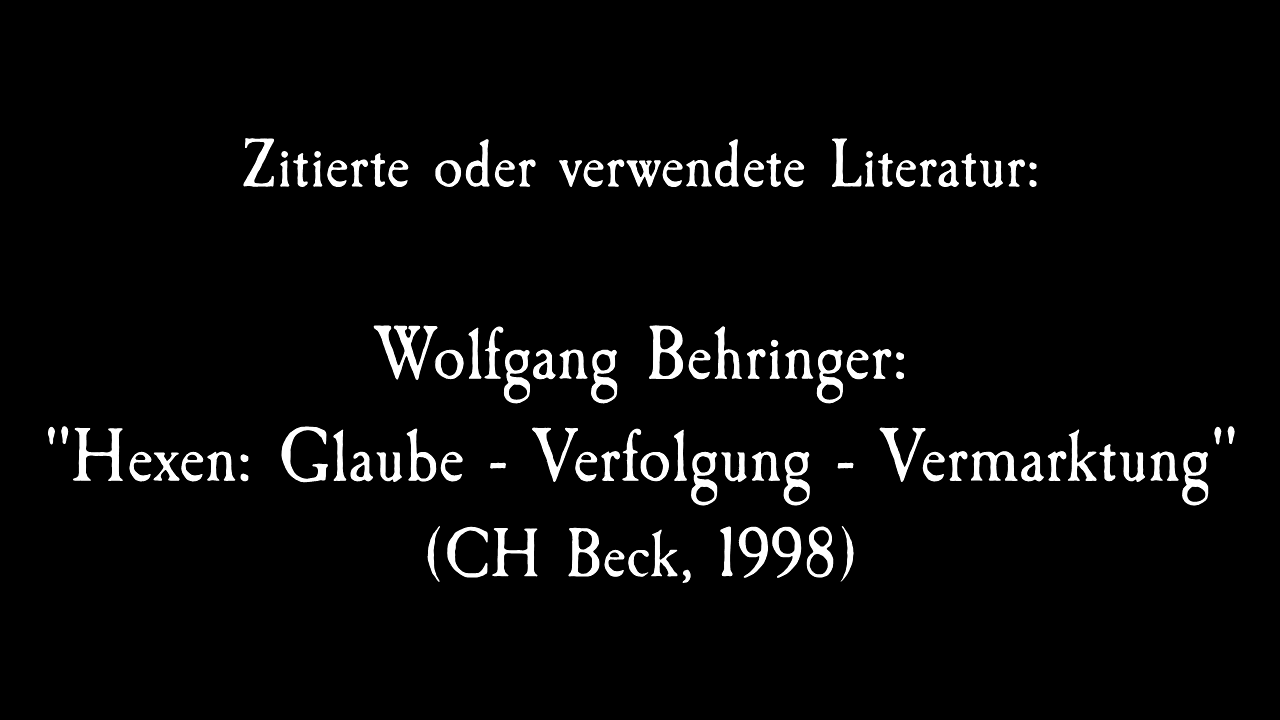 Zitierte oder verwendete Literatur:
Wolfgang Behringer:
"Hexen: Glaube - Verfolgung - Vermarktung"
(CH Beck, 1998)